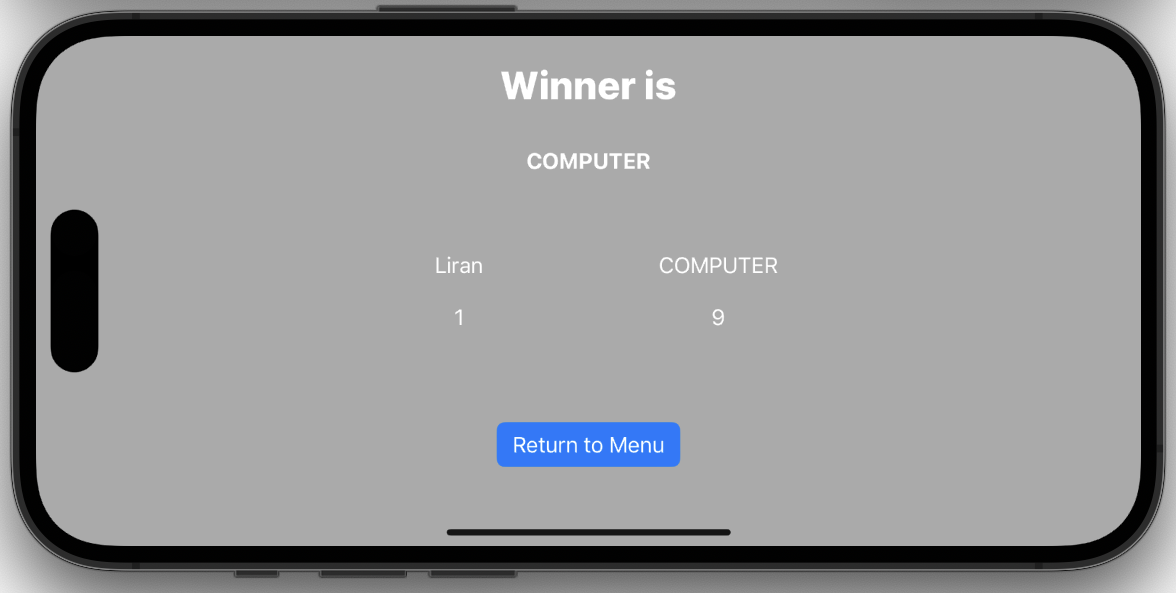 Winner is
COMPUTER
Liran COMPUTER
1 9
Return to Menu